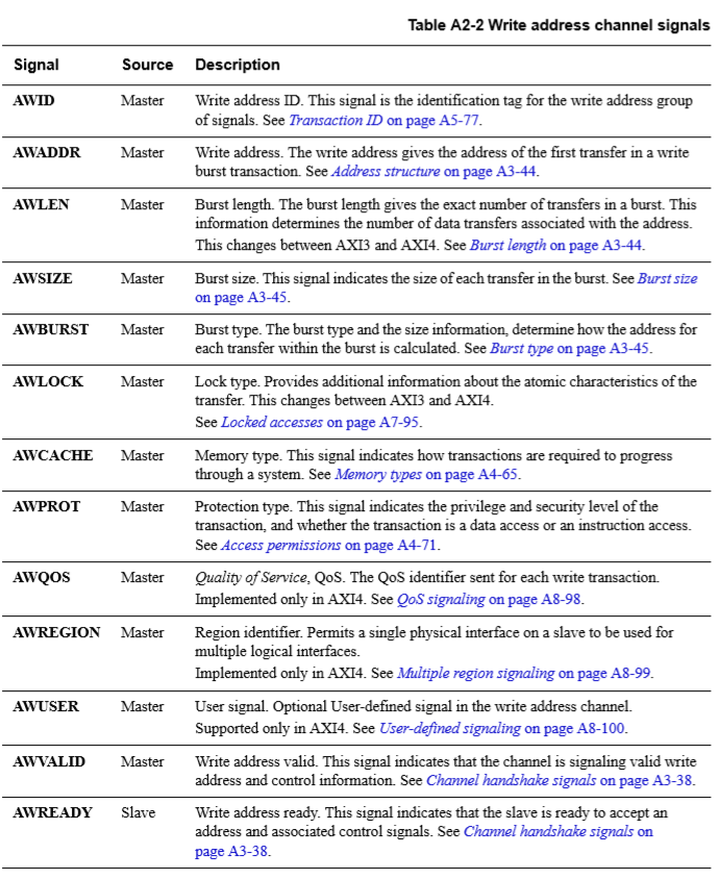 Table A2-2 Write address channel signals
Signal Source Description
AWID Master Write address ID. This signal is the identification tag for the write address group
of signals. See Transaction ID on page A5-77.
AWADDR Master Write address. The write address gives the address of the first transfer in a write
burst transaction. See Address structure on page A3-44.
AWLEN Master Burst length. The burst length gives the exact number of transfers in a burst. This
information determines the number of data transfers associated with the address.
This changes between AXI3 and AXI4. See Burst length on page A3-44.
AWSIZE Master Burst size. This signal indicates the size of each transfer in the burst. See Burst size
on page A3-45.
AWBURST Master Burst type. The burst type and the size information, determine how the address for
each transfer within the burst is calculated. See Burst type on page A3-45.
AWLOCK Master Lock type. Provides additional information about the atomic characteristics of the
transfer. This changes between AXI3 and AXI4.
See Locked accesses on page A7-95.
AWCACHE Master Memory type. This signal indicates how transactions are required to progress
through a system. See Memory types on page A4-65.
AWPROT Master Protection type. This signal indicates the privilege and security level of the
transaction, and whether the transaction is a data access or an instruction access.
See Access permissions on page A4-71.
AWQOS Master Quality of Service, QoS. The QoS identifier sent for each write transaction.
Implemented only in AXI4. See QoS signaling on page A8-98.
AWREGION Master Region identifier. Permits a single physical interface on a slave to be used for
multiple logical interfaces.
Implemented only in AXI4. See Multiple region signaling on page A8-99.
AWUSER Master User signal. Optional User-defined signal in the write address channel.
Supported only in AXI4. See User-defined signaling on page A8-100.
AWVALID Master Write address valid. This signal indicates that the channel is signaling valid write
address and control information. See Channel handshake signals on page A3-38.
AWREADY Slave Write address ready. This signal indicates that the slave is ready to accept an
address and associated control signals. See Channel handshake signals on
page A3-38.